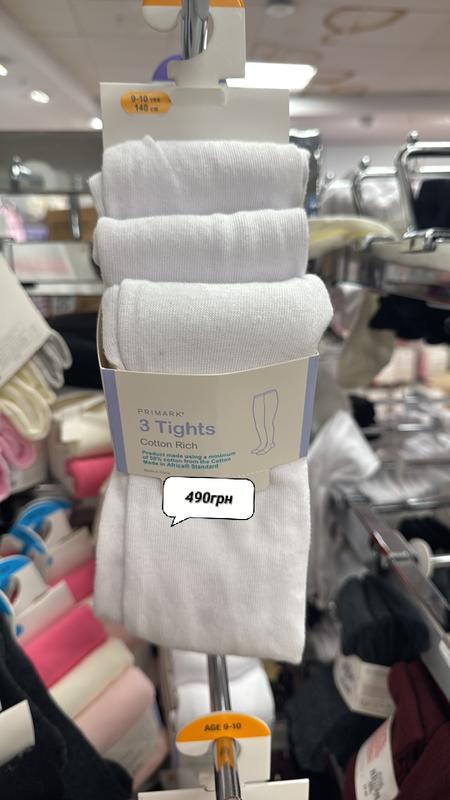 9-10 YRS
140 CM
PRIMARK®
3 Tights
Cotton Rich
Product made using a minimum
of 50% cotton from the Cotton
Made in Africa® Standard
490грн
AGE 9-10